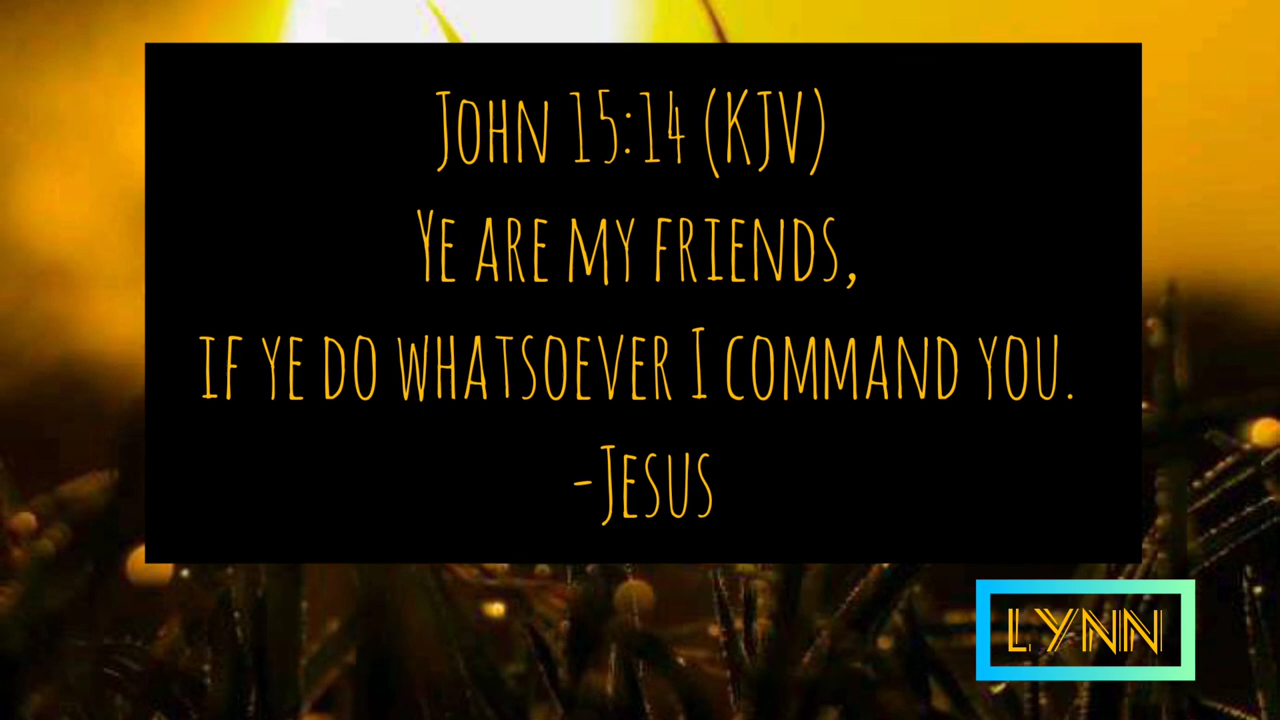 John 15:14 (KJV)
Ye are my friends,
if ye do whatsoever I command you.
-Jesus
LYNN